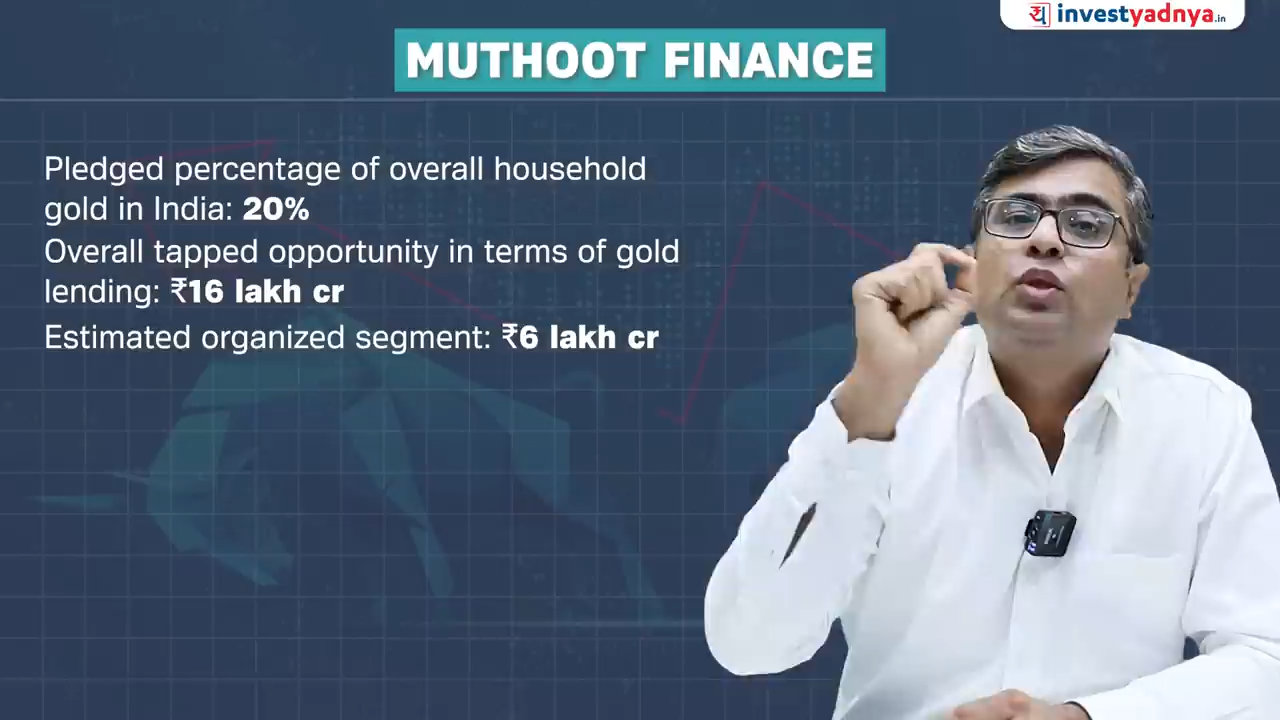 investyadnya.in
MUTHOOT FINANCE
Pledged percentage of overall household
gold in India: 20%
Overall tapped opportunity in terms of gold
lending: ₹16 lakh cr
Estimated organized segment: ₹6 lakh cr